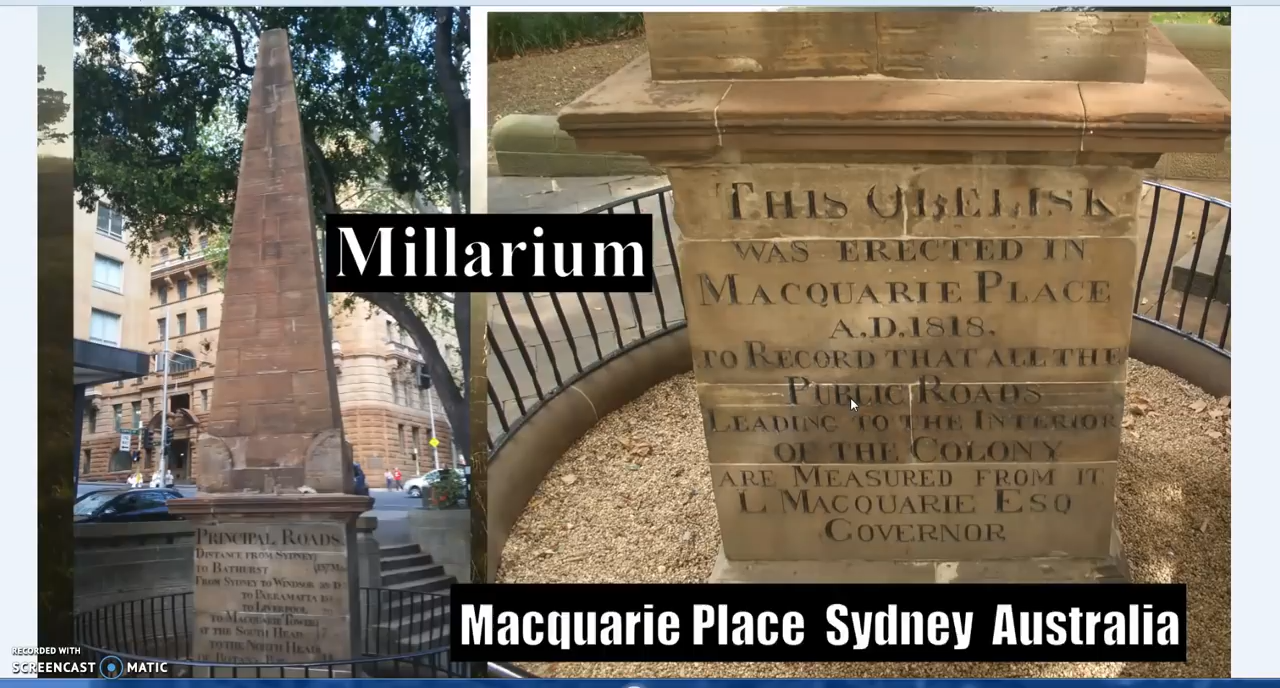 Millarium
PRINCIPAL ROADS
DISTANCE FROM SYDNEY
TO BATHURST
FROM SYDNEY TO WINDSOR
TO PARRAMATTA
TO LIVERPOOL
TO MACQUARIE TOWER
AT THE SOUTH HEAD
TO THE NORTH HEAD
THIS OBELISK
WAS ERECTED IN
MACQUARIE PLACE
A.D.1818.
TO RECORD THAT ALL THE
PUBLIC ROADS
LEADING TO THE INTERIOR
OF THE COLONY
ARE MEASURED FROM IT
L MACQUARIE ESQ
GOVERNOR
Macquarie Place Sydney Australia
RECORDED WITH
SCREENCAST MATIC